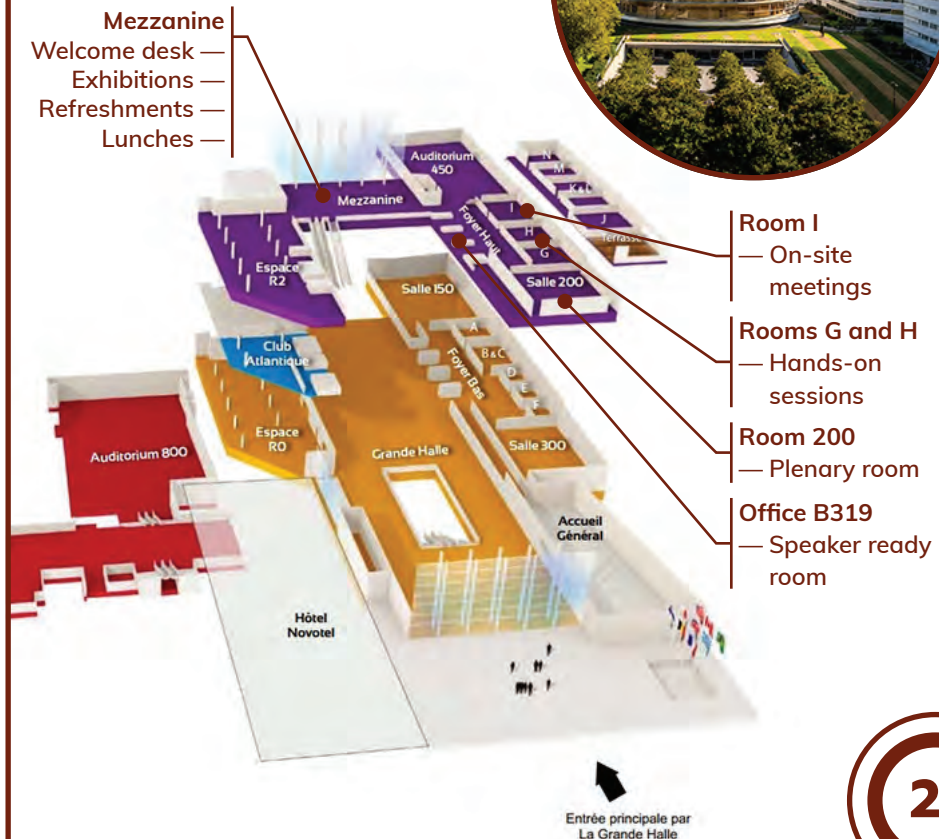 Mezzanine
Welcome desk —
Exhibitions —
Refreshments —
Lunches —
Auditorium
450
Mezzanine
N
M
K&L
J
Terrasse
I
H
G
Foyer Haut
Salle 200
Espace
R2
Salle 150
Club
Atlantique
A
B & C
D
E
F
Foyer Bas
Espace
R0
Auditorium 800
Grande Halle
Salle 300
Accueil
Général
Hôtel
Novotel
Room I
— On-site
meetings
Rooms G and H
— Hands-on
sessions
Room 200
— Plenary room
Office B319
— Speaker ready
room
Entrée principale par
La Grande Halle
2